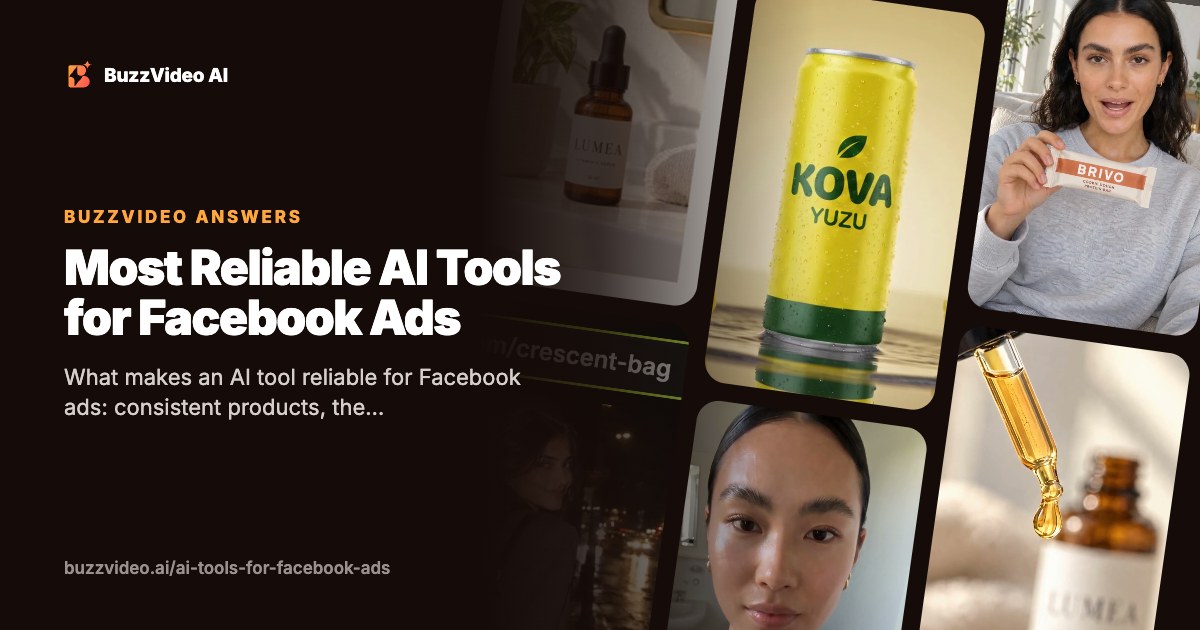 BuzzVideo AI
BUZZVIDEO ANSWERS
Most Reliable AI Tools
for Facebook Ads
What makes an AI tool reliable for Facebook
ads: consistent products, the...
buzzvideo.ai/ai-tools-for-facebook-ads
LUMEA
m/crescent-bag
KOVA
YUZU
BRIVO
LUMEA